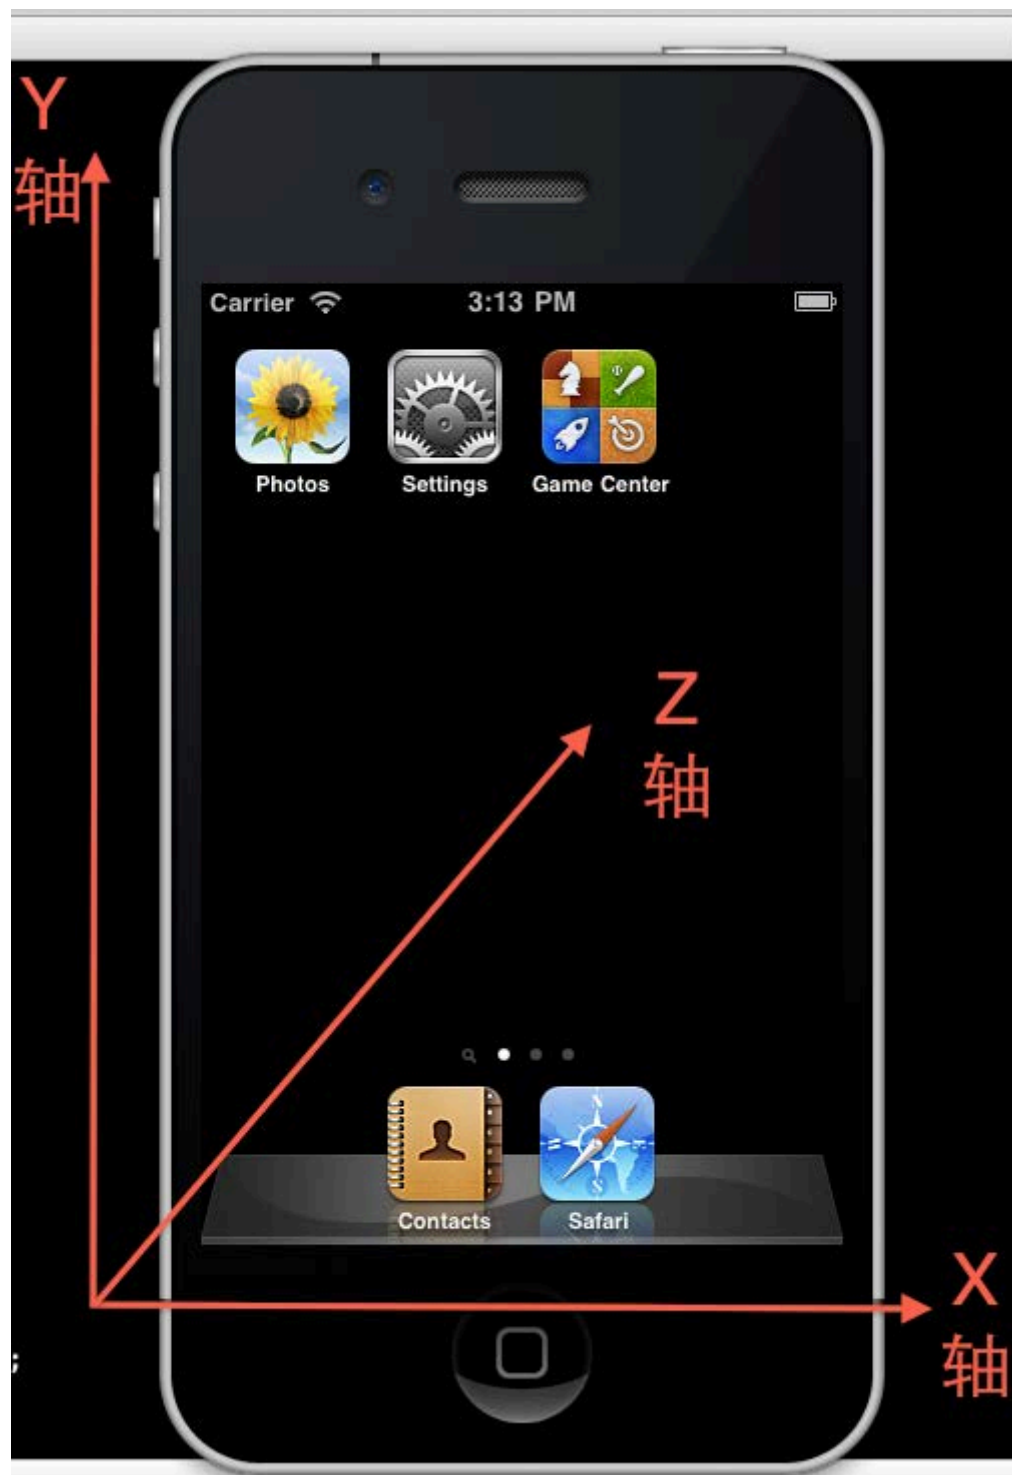 Y
轴
Carrier 3:13 PM
Photos Settings Game Center
Z
轴
Contacts Safari
X
轴
;